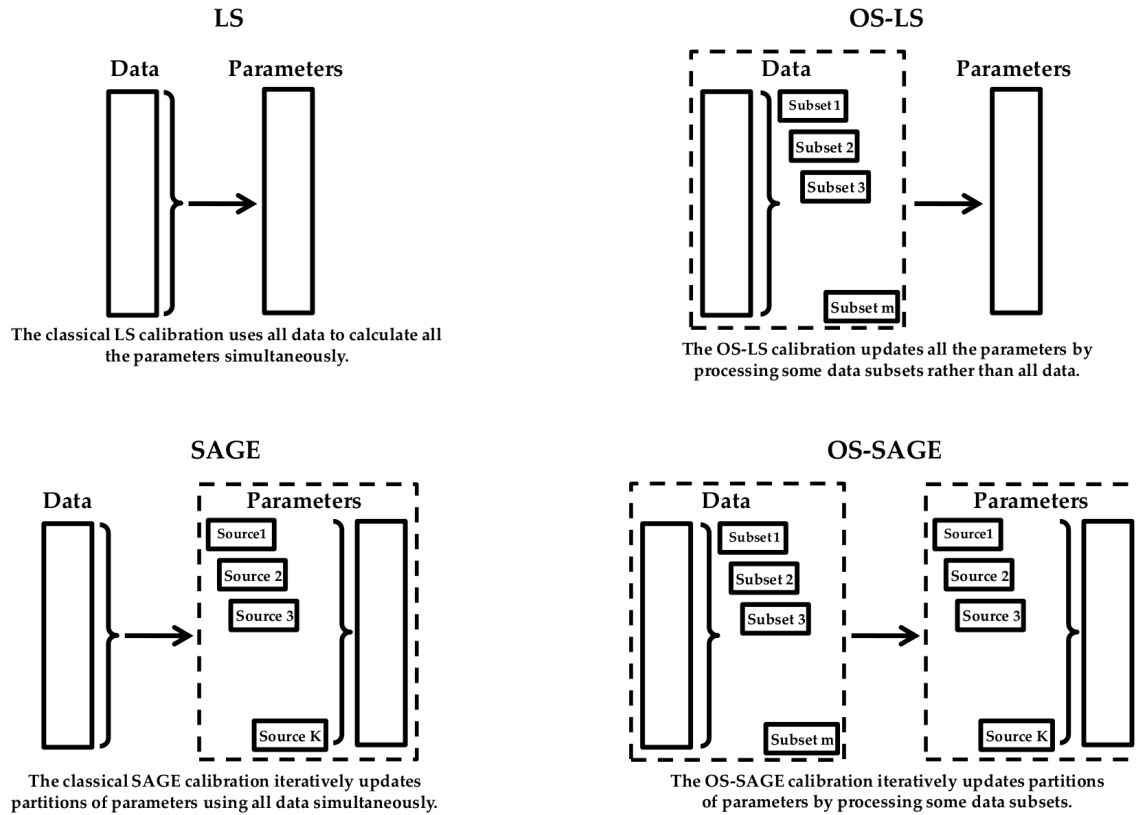 LS
Data
Parameters
The classical LS calibration uses all data to calculate all
the parameters simultaneously.
OS-LS
Data
Parameters
Subset 1
Subset 2
Subset 3
Subset m
The OS-LS calibration updates all the parameters by
processing some data subsets rather than all data.
SAGE
Data
Parameters
Source1
Source 2
Source 3
Source K
The classical SAGE calibration iteratively updates
partitions of parameters using all data simultaneously.
OS-SAGE
Data
Parameters
Subset1
Subset 2
Subset 3
Subset m
Source1
Source 2
Source 3
Source K
The OS-SAGE calibration iteratively updates partitions
of parameters by processing some data subsets.